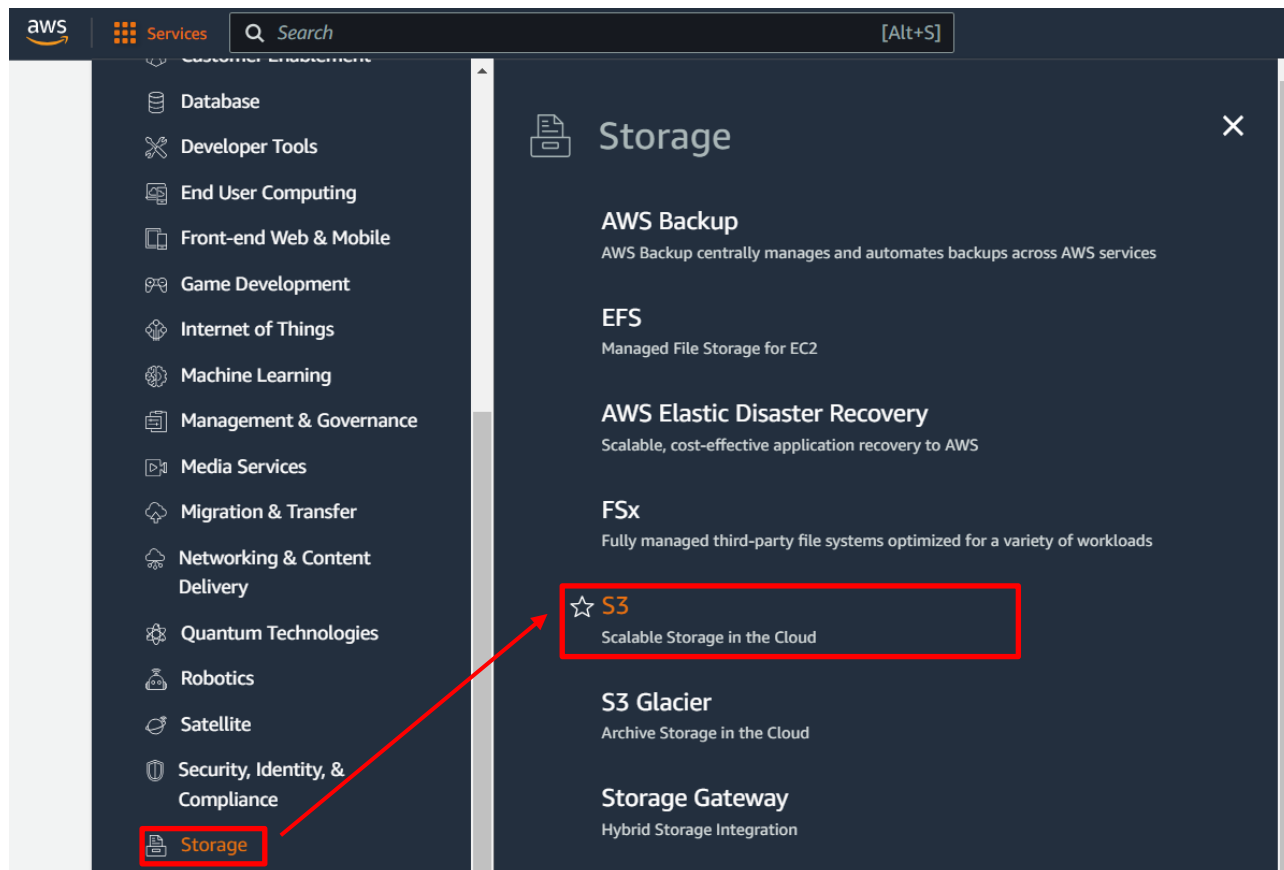 aws
Services
Search
[Alt+S]
Customer Enablement
Database
Developer Tools
End User Computing
Front-end Web & Mobile
Game Development
Internet of Things
Machine Learning
Management & Governance
Media Services
Migration & Transfer
Networking & Content
Delivery
Quantum Technologies
Robotics
Satellite
Security, Identity, &
Compliance
Storage
Storage
AWS Backup
AWS Backup centrally manages and automates backups across AWS services
EFS
Managed File Storage for EC2
AWS Elastic Disaster Recovery
Scalable, cost-effective application recovery to AWS
FSx
Fully managed third-party file systems optimized for a variety of workloads
S3
Scalable Storage in the Cloud
S3 Glacier
Archive Storage in the Cloud
Storage Gateway
Hybrid Storage Integration